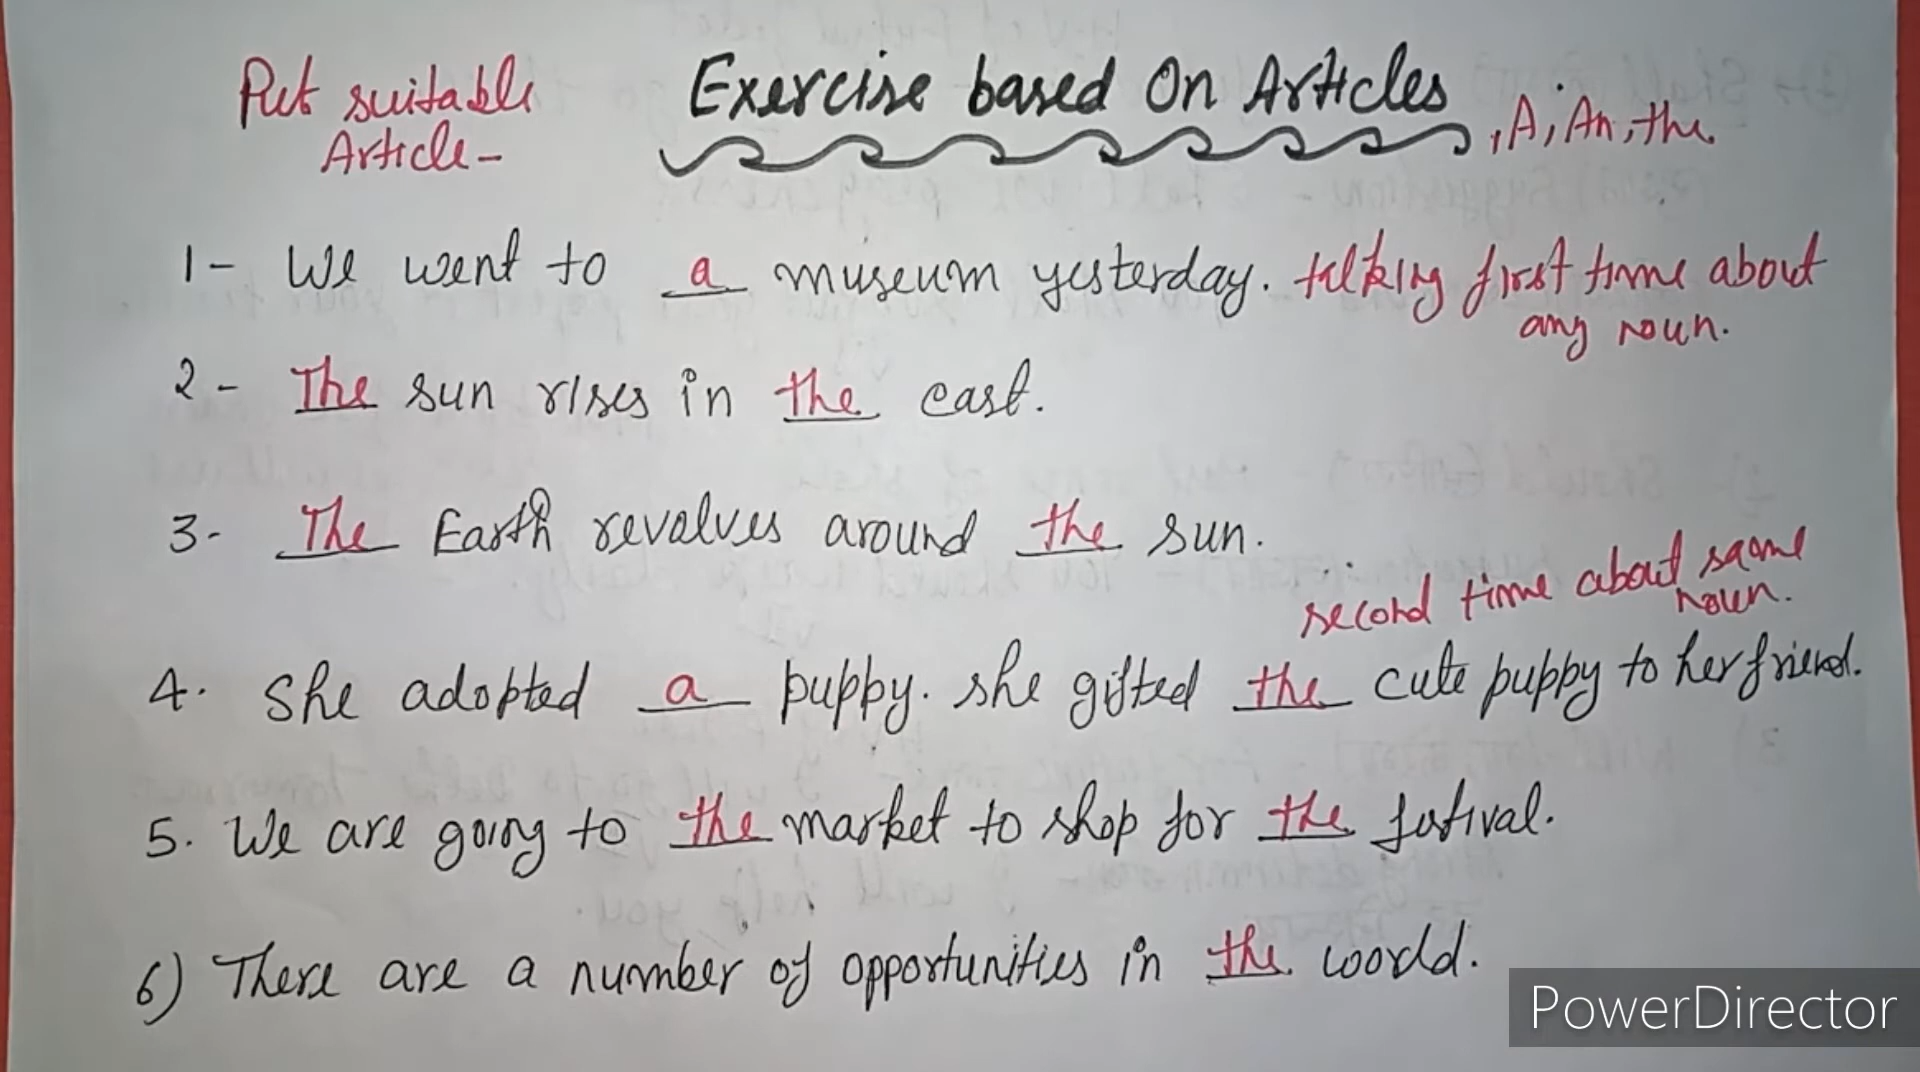 Put suitable
Article-
Exercise based On Articles, A, An, the
1- We went to a museum yesterday. talking first time about
any noun.
2- The sun rises in the east.
3- The Earth revolves around the sun.
second time about same
noun.
4. She adopted a puppy. she gifted the cute puppy to her friend.
5. We are going to the market to shop for the festival.
6) There are a number of opportunities in the world.
PowerDirector